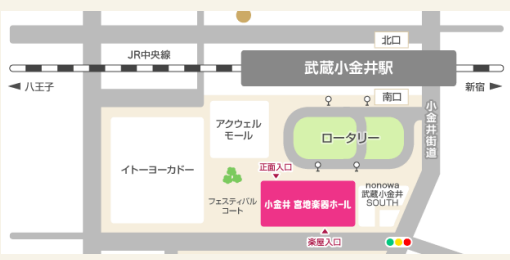 北口
JR中央線
武蔵小金井駅
八王子
新宿
南口
小金井街道
アクウェル
モール
ロータリー
イトーヨーカドー
正面入口
nonowa
武蔵小金井
SOUTH
フェスティバル
コート
小金井 宮地楽器ホール
楽屋入口